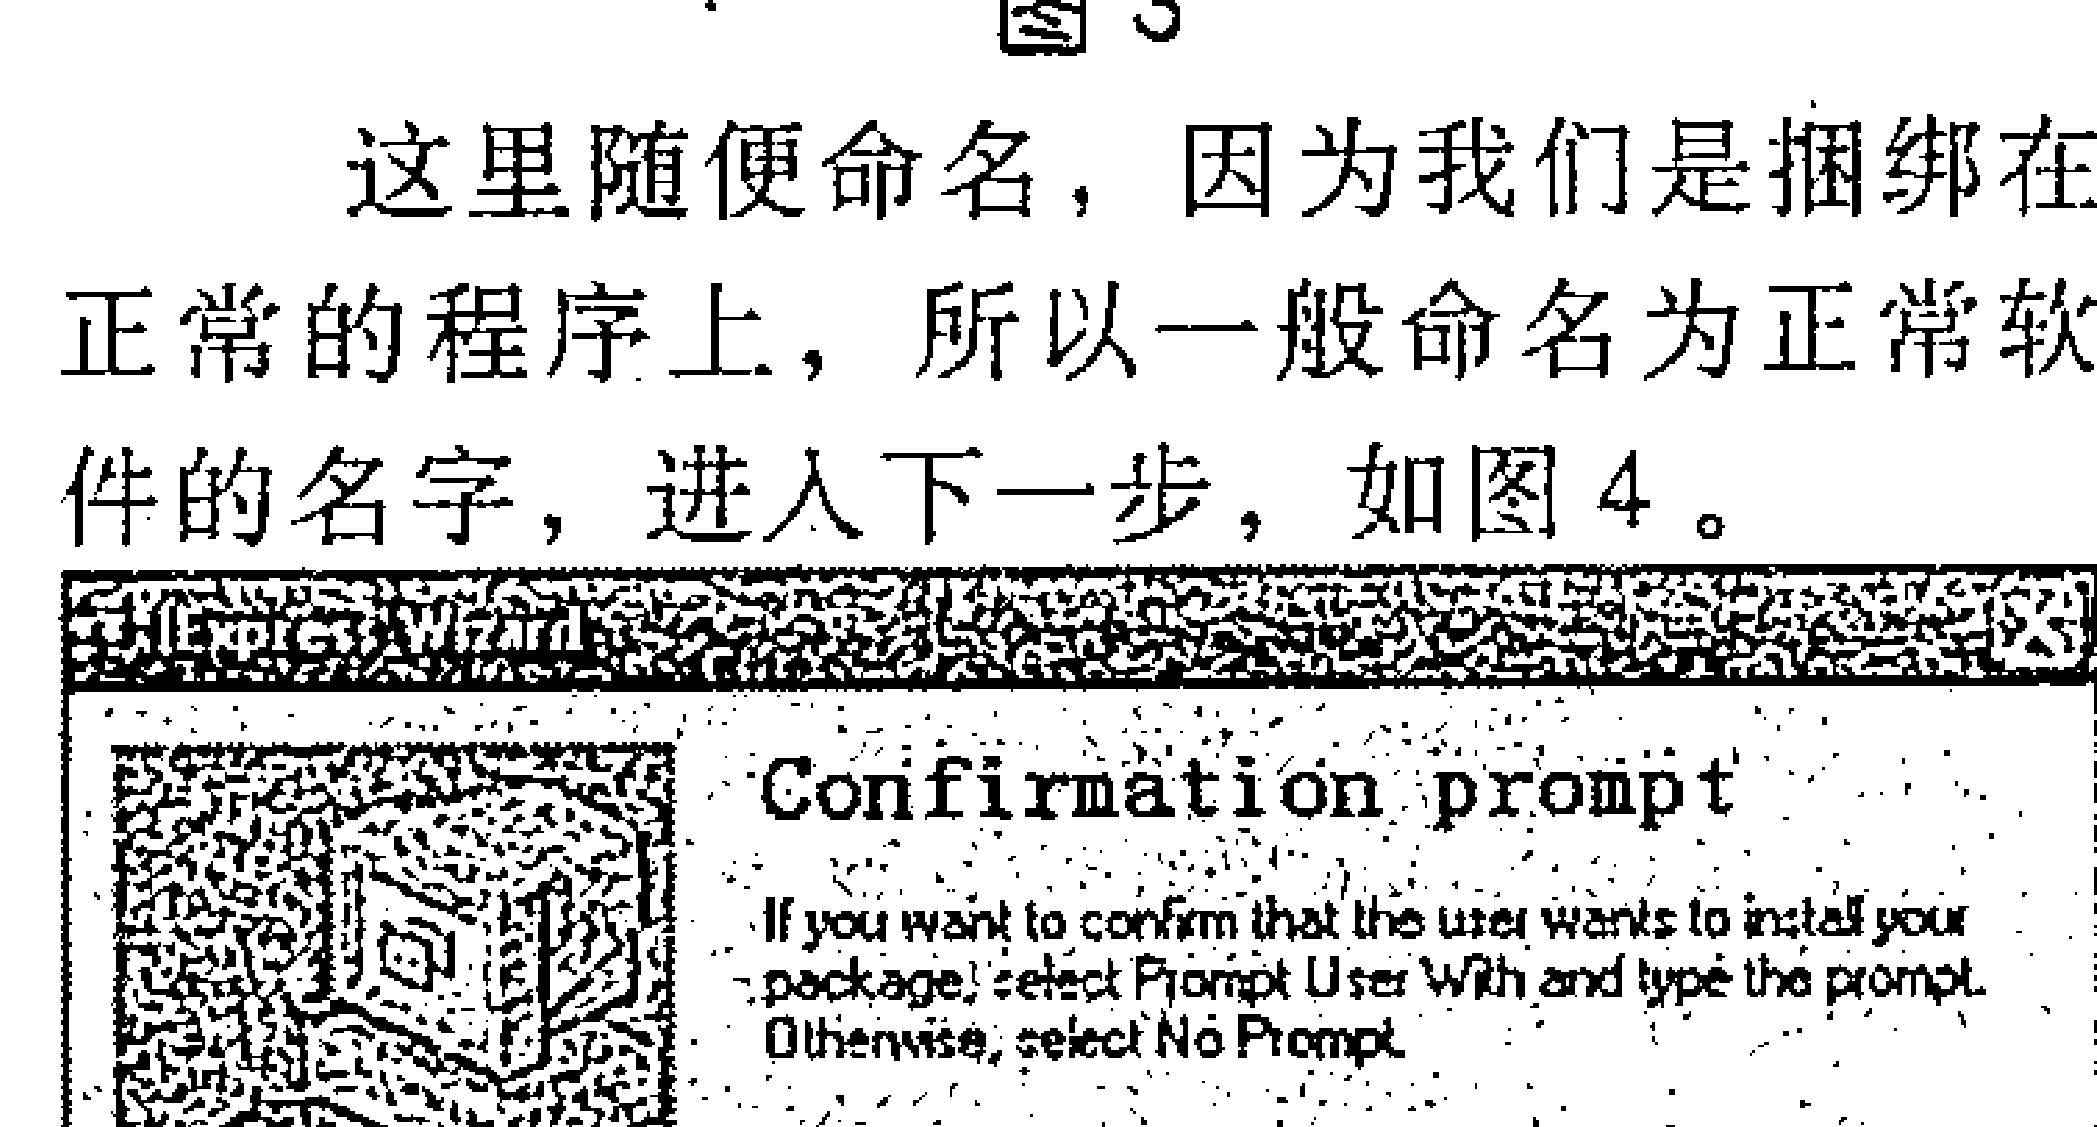 图 3
这里随便命名，因为我们是捆绑在
正常的程序上，所以一般命名为正常软
件的名字，进入下一步，如图 4 。
IExpress Wizard
Confirmation prompt
If you want to confirm that the user wants to install your
package, select Prompt User With and type the prompt.
Otherwise, select No Prompt.